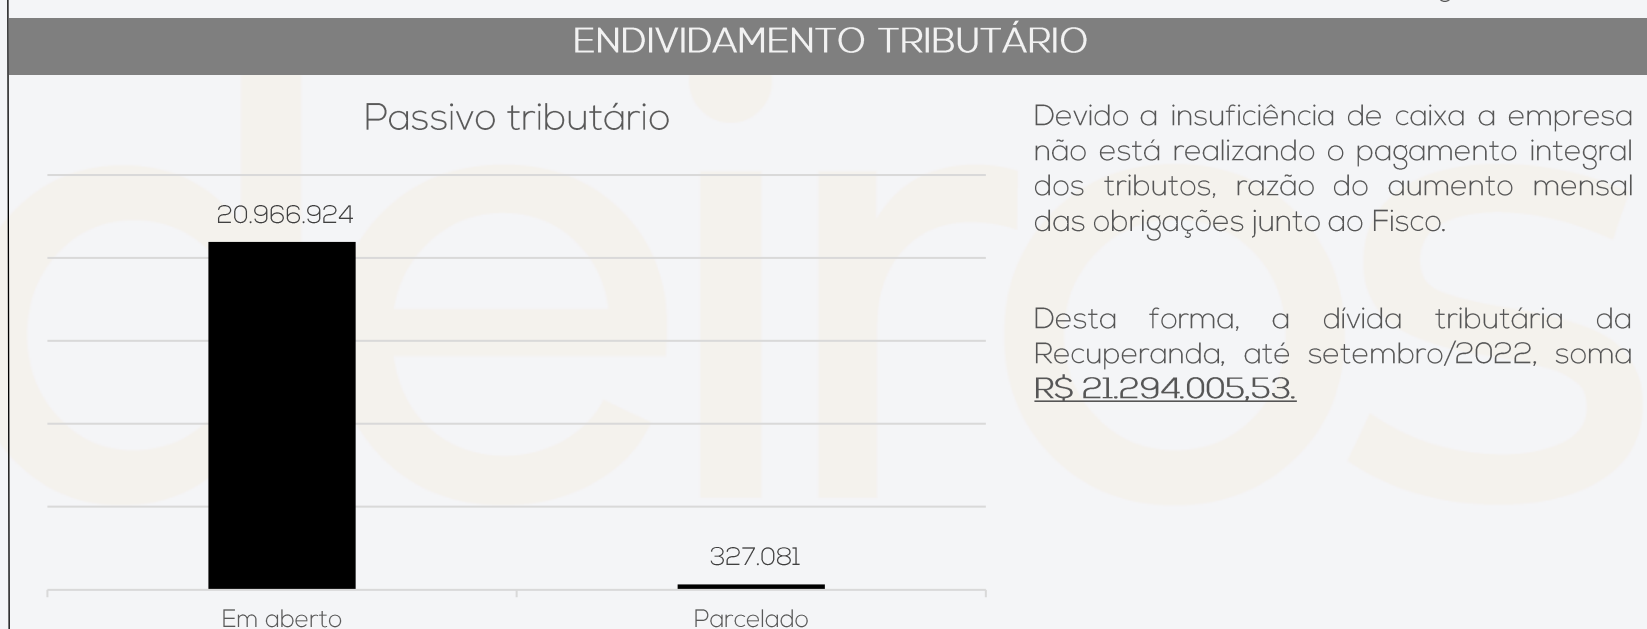 ENDIVIDAMENTO TRIBUTÁRIO
Passivo tributário
20.966.924
327.081
Em aberto
Parcelado
Devido a insuficiência de caixa a empresa
não está realizando o pagamento integral
dos tributos, razão do aumento mensal
das obrigações junto ao Fisco.
Desta forma, a dívida tributária da
Recuperanda, até setembro/2022, soma
R$ 21.294.005,53.
deiros